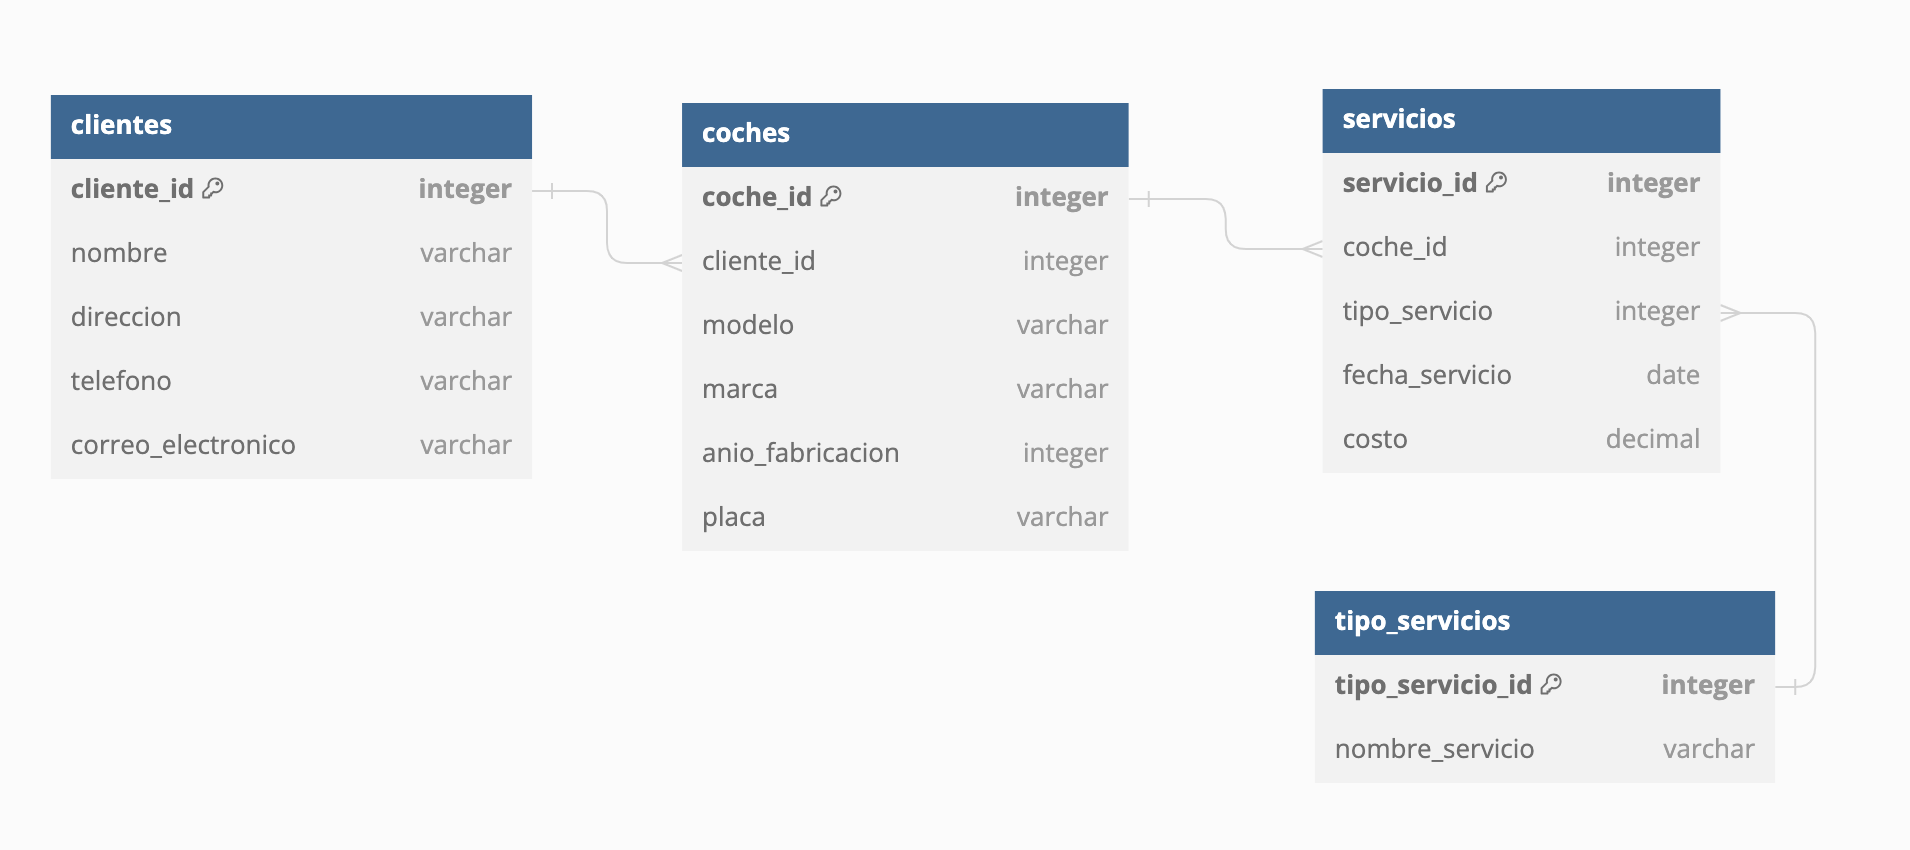 clientes
cliente_id integer
nombre varchar
direccion varchar
telefono varchar
correo_electronico varchar
coches
coche_id integer
cliente_id integer
modelo varchar
marca varchar
anio_fabricacion integer
placa varchar
servicios
servicio_id integer
coche_id integer
tipo_servicio integer
fecha_servicio date
costo decimal
tipo_servicios
tipo_servicio_id integer
nombre_servicio varchar